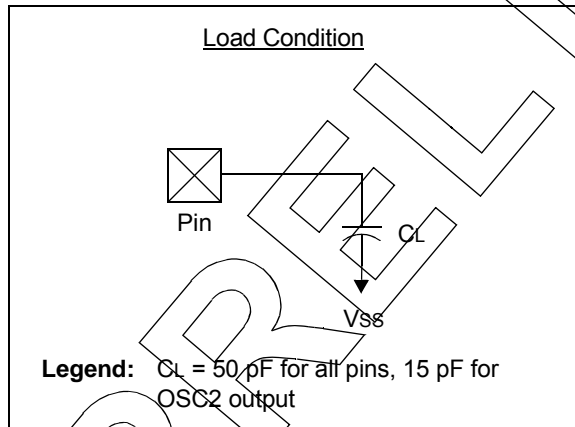 Load Condition
Pin
CL
VSS
Legend: CL = 50 pF for all pins, 15 pF for
OSC2 output